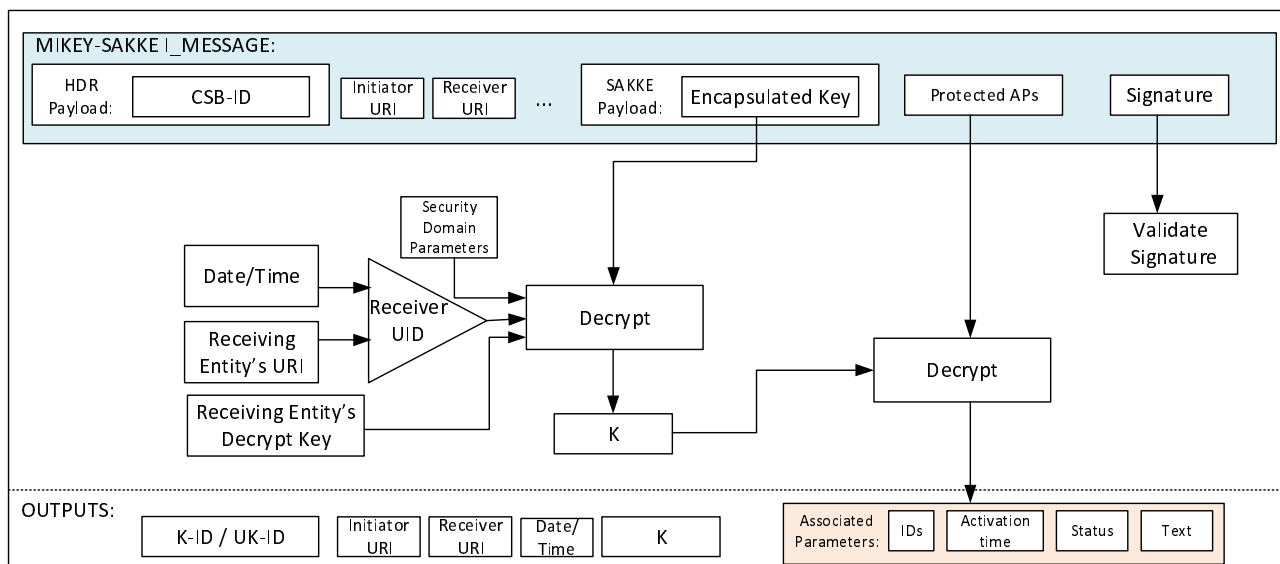 MIKEY-SAKKE I_MESSAGE:
HDR
Payload:
CSB-ID
Initiator
URI
Receiver
URI
...
SAKKE
Payload:
Encapsulated Key
Protected APs
Signature
Security
Domain
Parameters
Validate
Signature
Date/Time
Receiver
UID
Decrypt
Receiving
Entity's URI
Decrypt
Receiving Entity's
Decrypt Key
K
OUTPUTS:
K-ID / UK-ID
Initiator
URI
Receiver
URI
Date/
Time
K
Associated
Parameters:
IDs
Activation
time
Status
Text